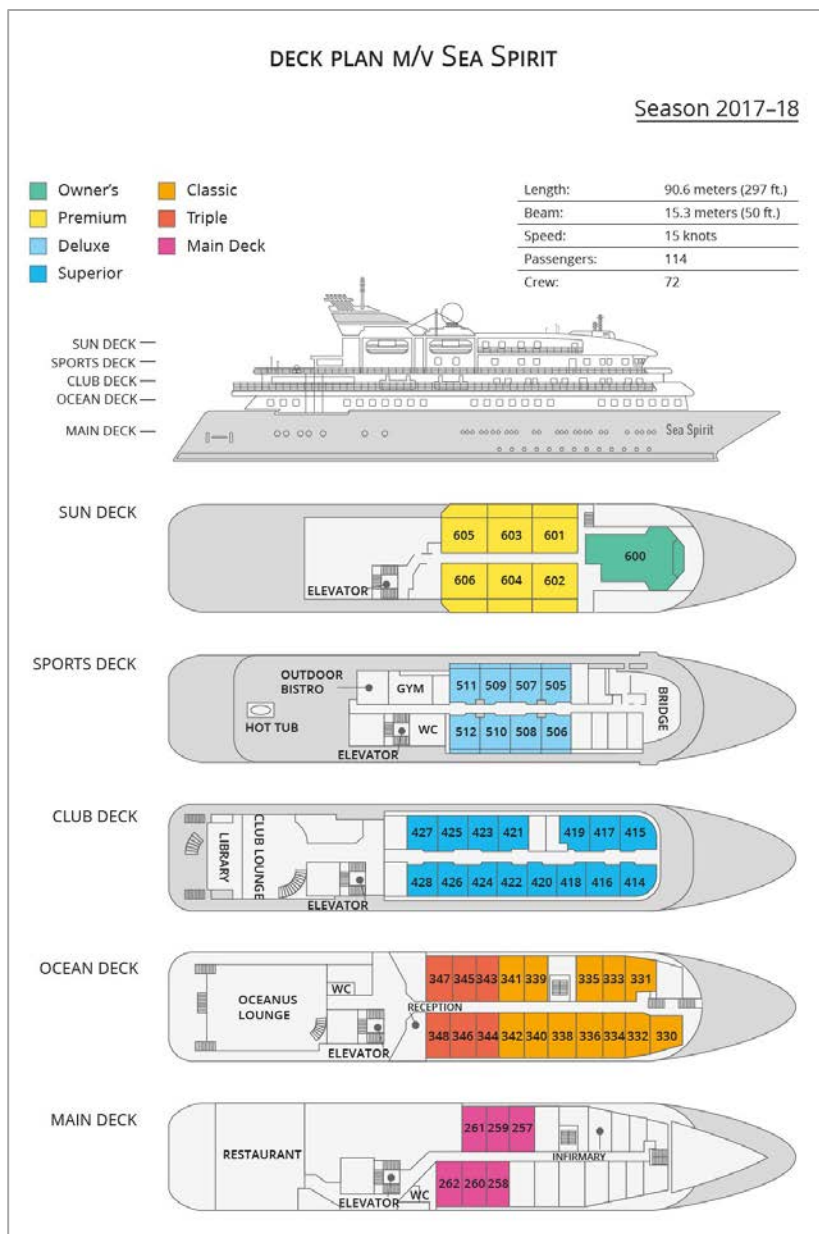 DECK PLAN M/V SEA SPIRIT
Season 2017–18
Owner's
Premium
Deluxe
Superior
Classic
Triple
Main Deck
Length: 90.6 meters (297 ft.)
Beam: 15.3 meters (50 ft.)
Speed: 15 knots
Passengers: 114
Crew: 72
SUN DECK
SPORTS DECK
CLUB DECK
OCEAN DECK
MAIN DECK
Sea Spirit
SUN DECK
605 603 601
600
606 604 602
ELEVATOR
SPORTS DECK
OUTDOOR
BISTRO
GYM
511 509 507 505
BRIDGE
HOT TUB
WC
512 510 508 506
ELEVATOR
CLUB DECK
LIBRARY
CLUB LOUNGE
427 425 423 421 419 417 415
428 426 424 422 420 418 416 414
ELEVATOR
OCEAN DECK
347 345 343 341 339 335 333 331
WC
OCEANUS
LOUNGE
RECEPTION
348 346 344 342 340 338 336 334 332 330
ELEVATOR
MAIN DECK
261 259 257
RESTAURANT
INFIRMARY
262 260 258
WC
ELEVATOR